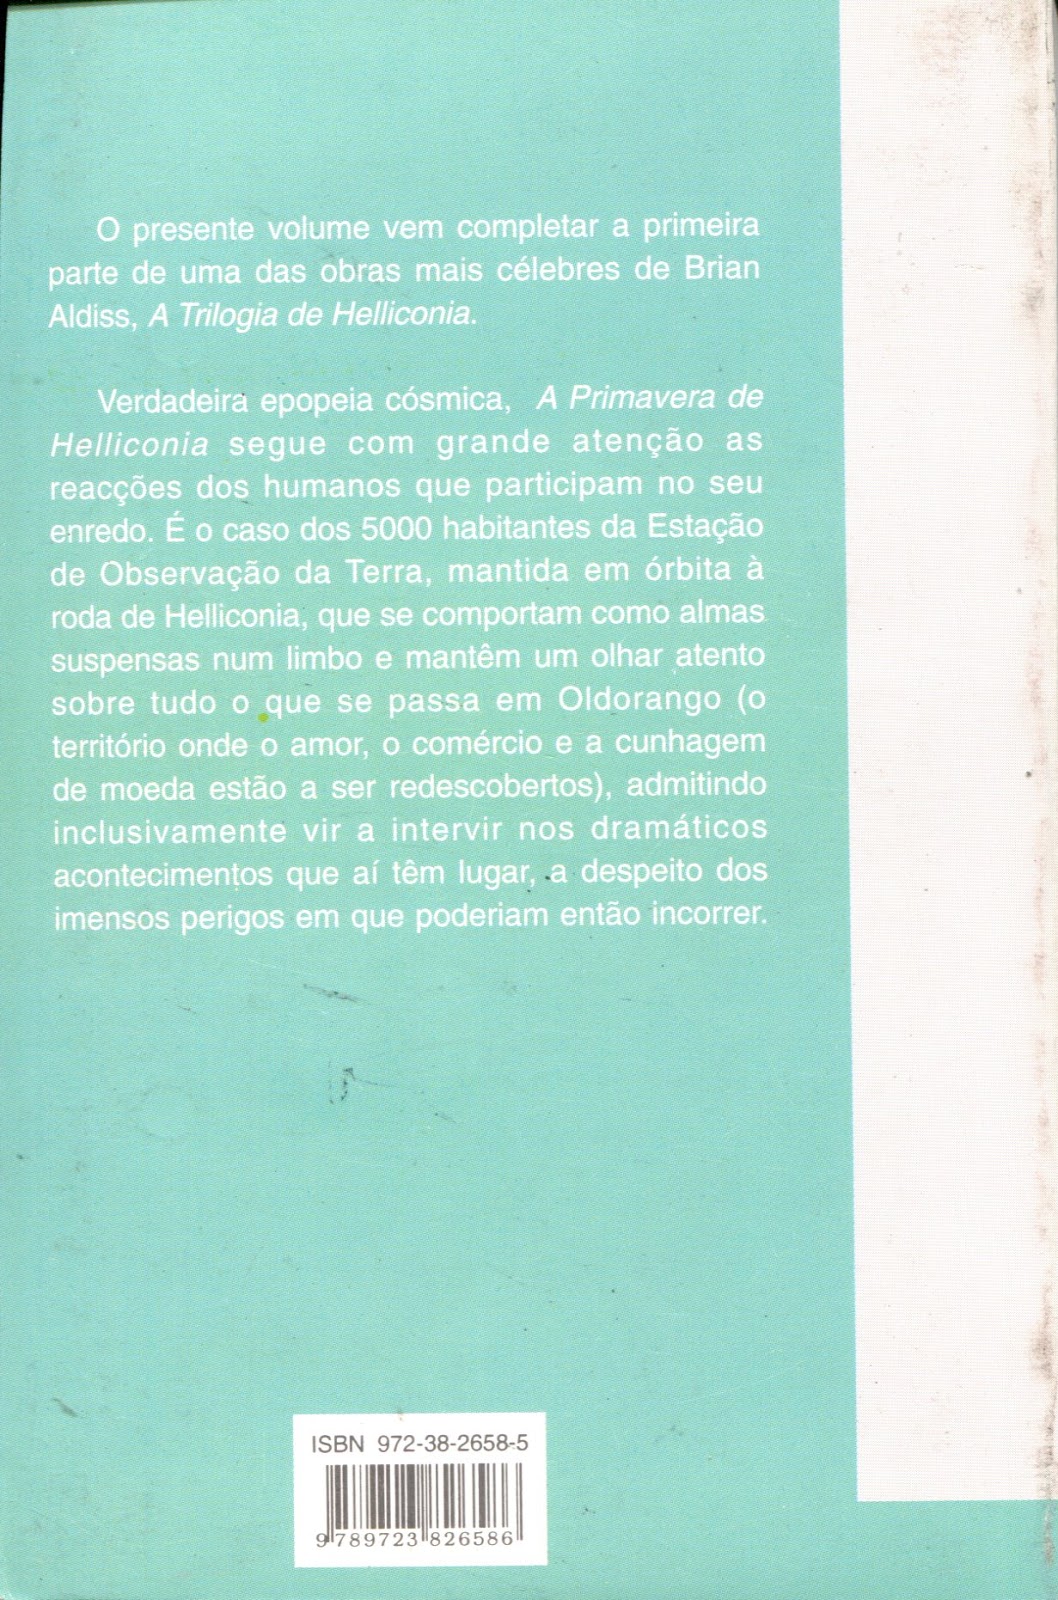 O presente volume vem completar a primeira
parte de uma das obras mais célebres de Brian
Aldiss, A Trilogia de Helliconia.
Verdadeira epopeia cósmica, A Primavera de
Helliconia segue com grande atenção as
reacções dos humanos que participam no seu
enredo. É o caso dos 5000 habitantes da Estação
de Observação da Terra, mantida em órbita à
roda de Helliconia, que se comportam como almas
suspensas num limbo e mantêm um olhar atento
sobre tudo o que se passa em Oldorango (o
território onde o amor, o comércio e a cunhagem
de moeda estão a ser redescobertos), admitindo
inclusivamente vir a intervir nos dramáticos
acontecimentos que aí têm lugar, a despeito dos
imensos perigos em que poderiam então incorrer.
ISBN 972-38-2658-5
9 789723 826586